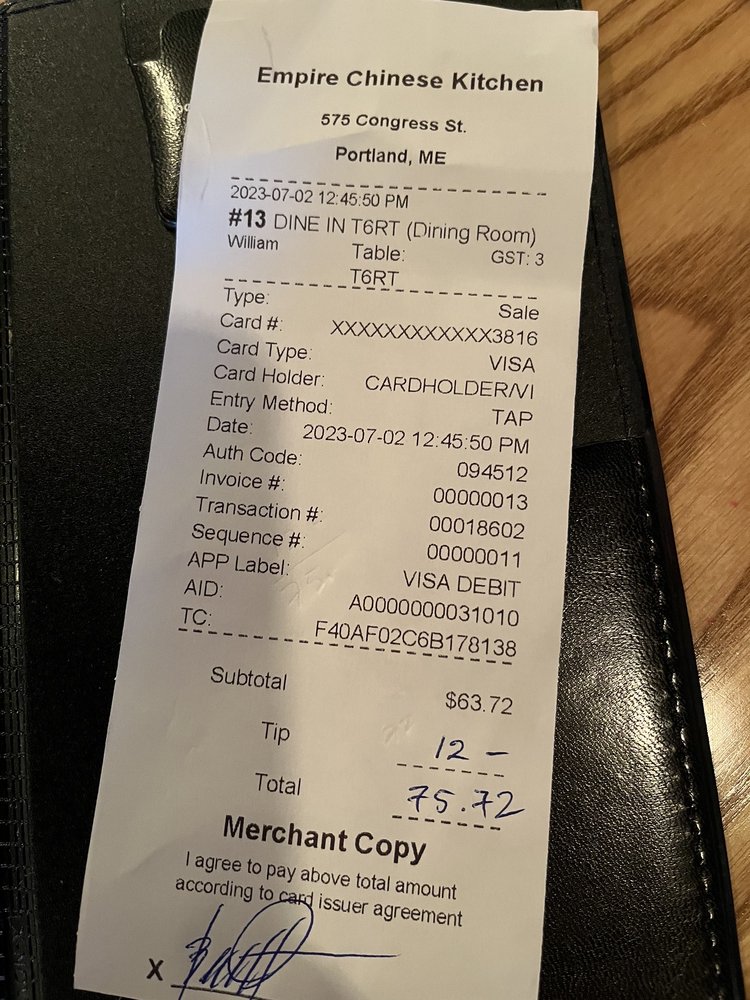 Empire Chinese Kitchen
575 Congress St.
Portland, ME
2023-07-02 12:45:50 PM
#13 DINE IN T6RT (Dining Room)
William Table: GST: 3
T6RT
Type: Sale
Card #: XXXXXXXXXXXX3816
Card Type: VISA
Card Holder: CARDHOLDER/VI
Entry Method: TAP
Date: 2023-07-02 12:45:50 PM
Auth Code: 094512
Invoice #: 00000013
Transaction #: 00018602
Sequence #: 00000011
APP Label: VISA DEBIT
AID: A0000000031010
TC: F40AF02C6B178138
Subtotal $63.72
Tip 12 –
Total 75.72
Merchant Copy
I agree to pay above total amount
according to card issuer agreement
X